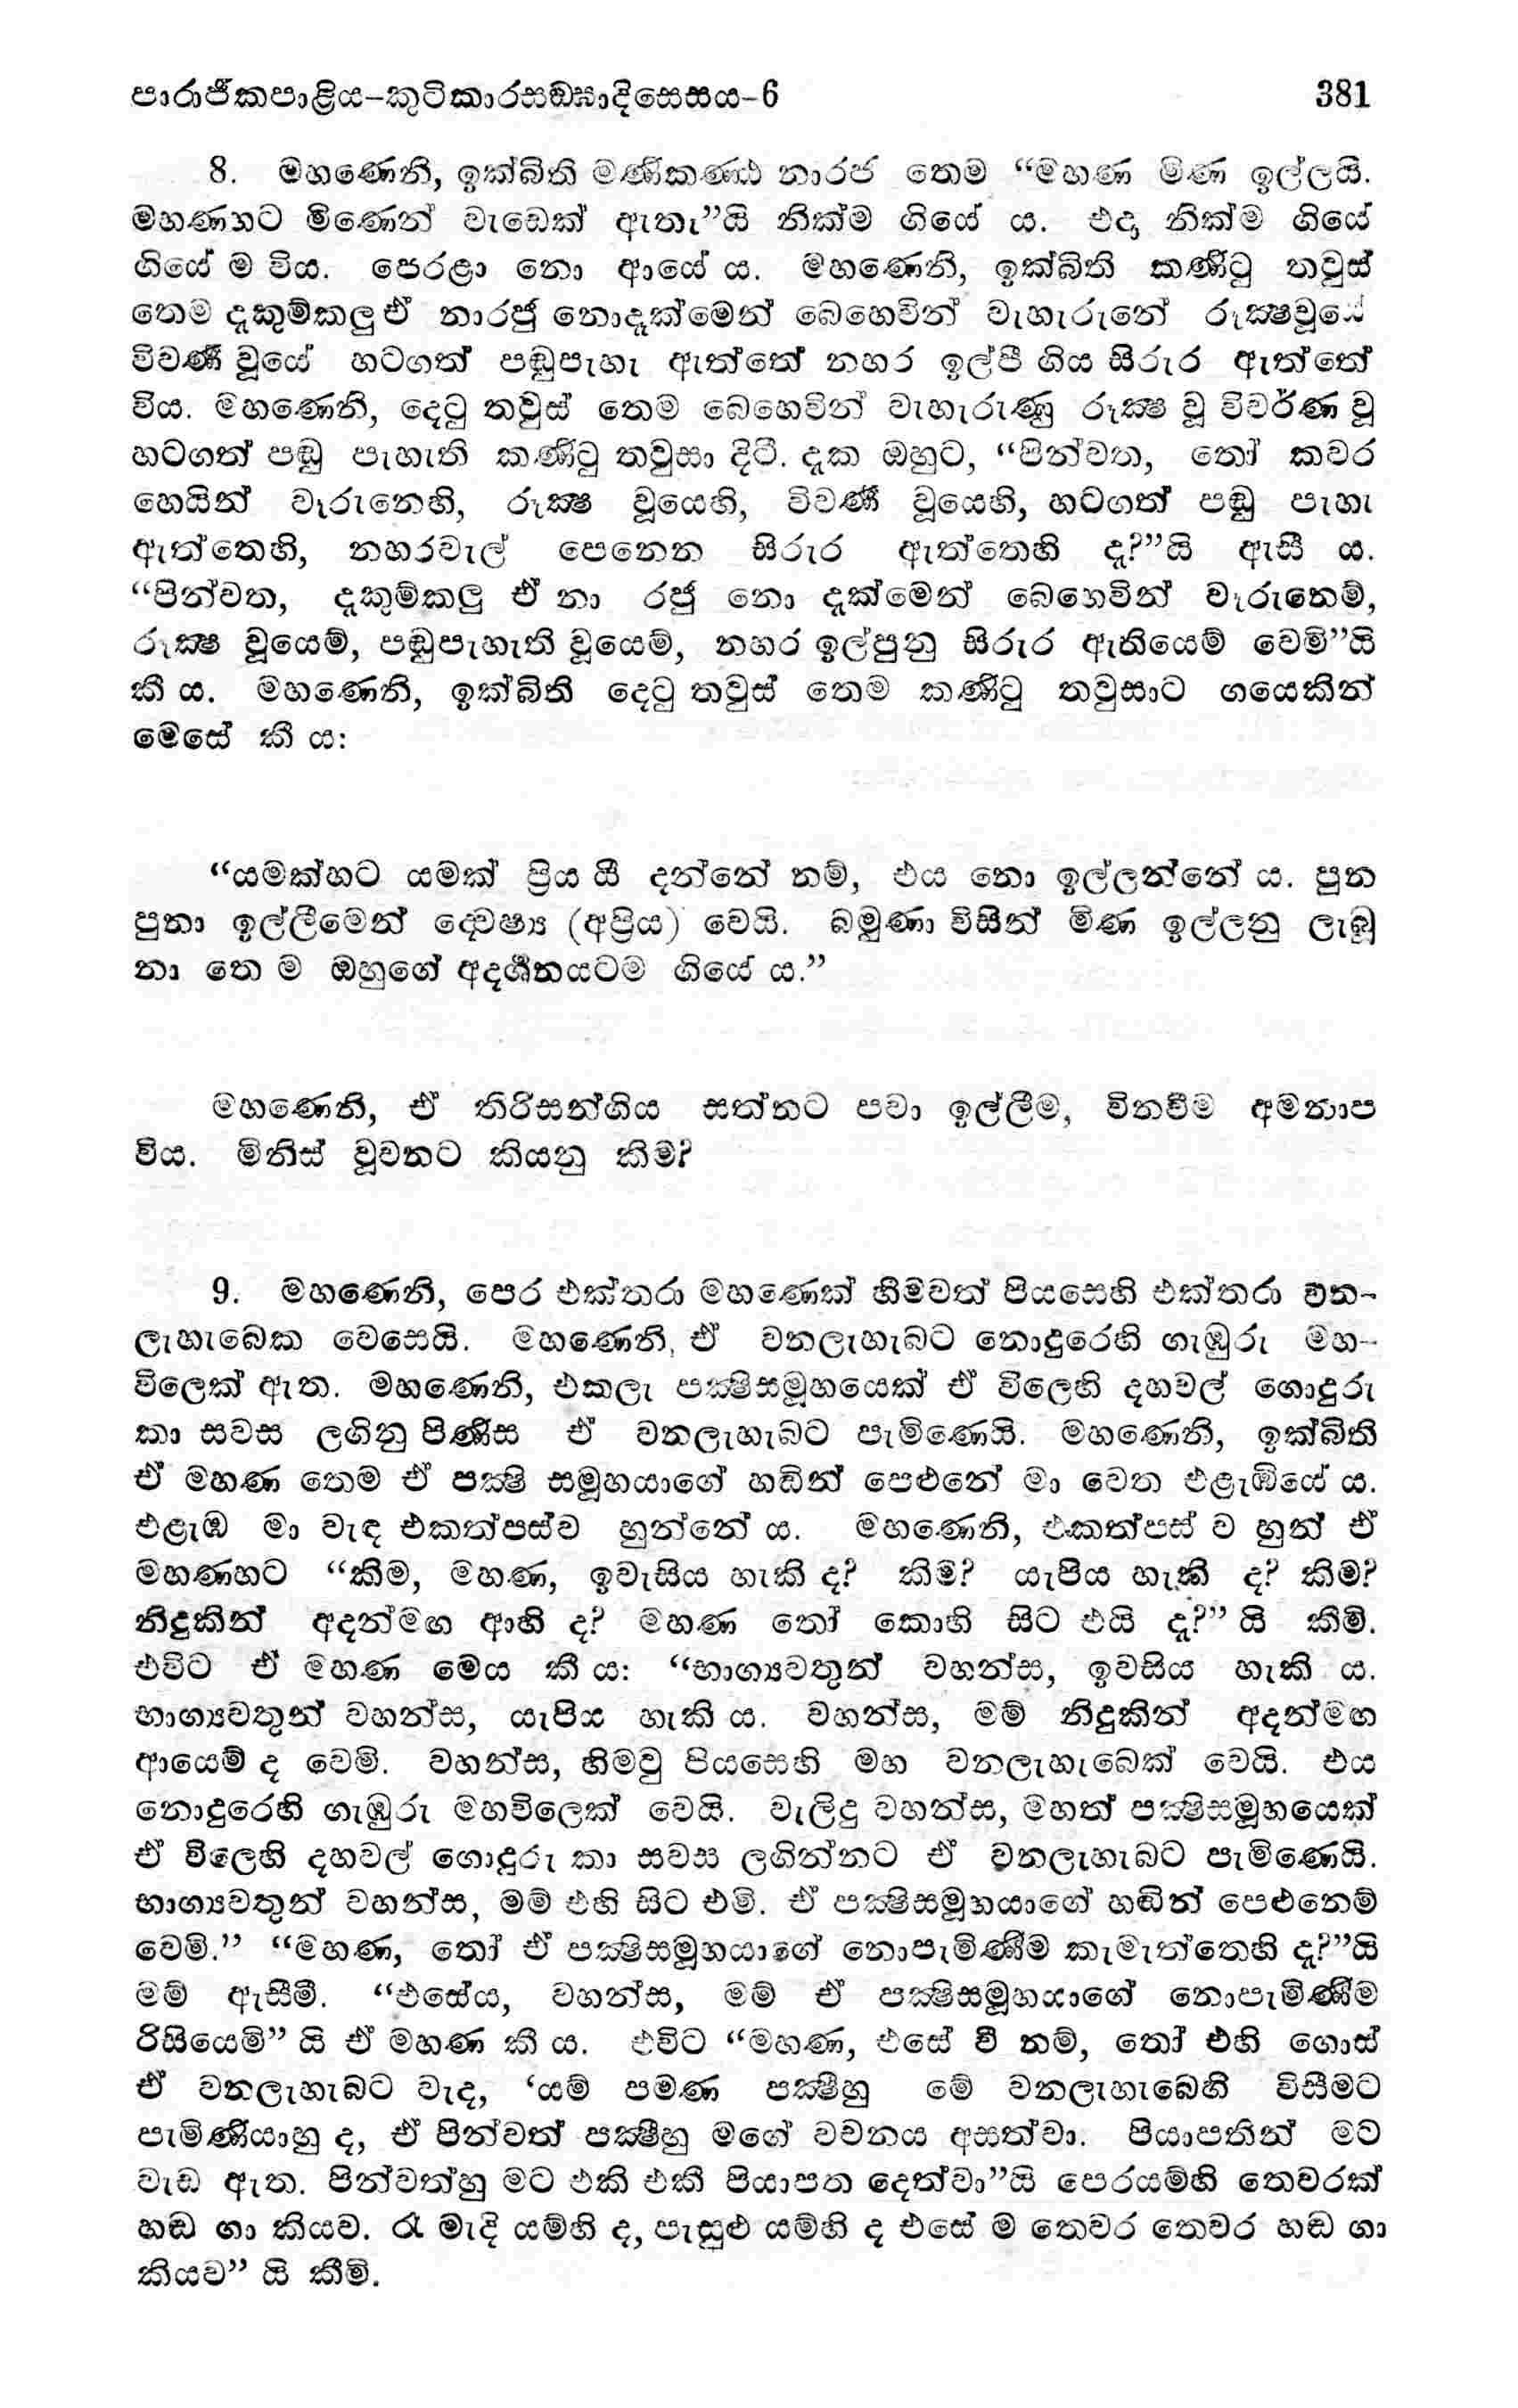 පාරාජිකපාළිය–කුටිකාරසඞ්ඝාදිසෙසය–6 381
8. මහණෙනි, ඉක්බිති මණිකණ්ඨ නාරජ තෙම “මහණ මිණ ඉල්ලයි.
මහණහට මිණෙන් වැඩෙක් ඇතැ”යි නික්ම ගියේ ය. එදා නික්ම ගියේ
ගියේ ම විය. පෙරළා නො ආයේ ය. මහණෙනි, ඉක්බිති කණිටු තවුස්
තෙම දැකුම්කලු ඒ නාරජු නොදැක්මෙන් බෙහෙවින් වැහැරුනේ රූක්‍ෂවූයේ
විවර්‍ණ වූයේ හටගත් පඬුපැහැ ඇත්තේ නහර ඉල්පී ගිය සිරුර ඇත්තේ
විය. මහණෙනි, දෙටු තවුස් තෙම බෙහෙවින් වැහැරුණු රූක්‍ෂ වූ විවර්ණ වූ
හටගත් පඬු පැහැති කණිටු තවුසා දිටී. දැක ඔහුට, “පින්වත, තෝ කවර
හෙයින් වෑරුනෙහි, රූක්‍ෂ වූයෙහි, විවර්‍ණ වූයෙහි, හටගත් පඬු පැහැ
ඇත්තෙහි, නහරවැල් පෙනෙන සිරුර ඇත්තෙහි දැ?”යි ඇසී ය.
“පින්වත, දැකුම්කලු ඒ නා රජු නො දැක්මෙන් බෙහෙවින් වෑරුනෙම්,
රූක්‍ෂ වූයෙම්, පඬුපැහැති වූයෙම්, නහර ඉල්පුනු සිරුර ඇතියෙම් වෙමි”යි
කී ය. මහණෙනි, ඉක්බිති දෙටු තවුස් තෙම කණිටු තවුසාට ගයෙකින්
මෙසේ කී ය:
“යමක්හට යමක් ප්‍රිය යී දන්නේ නම්, එය නො ඉල්ලන්නේ ය. පුන
පුනා ඉල්ලීමෙන් ද්වේෂ්‍ය (අප්‍රිය) වෙයි. බමුණා විසින් මිණ ඉල්ලනු ලැබූ
නා තෙ ම ඔහුගේ අදර්‍ශනයටම ගියේ ය.”
මහණෙනි, ඒ තිරිසන්ගිය සත්නට පවා ඉල්ලීම, විනවීම අමනාප
විය. මිනිස් වූවනට කියනු කිම?
9. මහණෙනි, පෙර එක්තරා මහණෙක් හිමවත් පියසෙහි එක්තරා වන-
ලැහැබෙක වෙසෙයි. මහණෙනි, ඒ වනලැහැබට නොදුරෙහි ගැඹුරු මහ-
විලෙක් ඇත. මහණෙනි, එකලැ පක්‍ෂිසමූහයෙක් ඒ විලෙහි දහවල් ගොදුරු
කා සවස ලගිනු පිණිස ඒ වනලැහැබට පැමිණෙයි. මහණෙනි, ඉක්බිති
ඒ මහණ තෙම ඒ පක්‍ෂි සමූහයාගේ හඬින් පෙළුනේ මා වෙත එළැඹියේ ය.
එළැඹ මා වැඳ එකත්පස්ව හුන්නේ ය. මහණෙනි, එකත්පස් ව හුන් ඒ
මහණහට “කිම, මහණ, ඉවැසිය හැකි ද? කිම? යැපිය හැකි ද? කිම?
නිදුකින් අදන්මඟ ආහි ද? මහණ තෝ කොහි සිට එයි දැ?” යි කීමි.
එවිට ඒ මහණ මෙය කී ය: “භාග්‍යවතුන් වහන්ස, ඉවසිය හැකි ය.
භාග්‍යවතුන් වහන්ස, යැපිය හැකි ය. වහන්ස, මම් නිදුකින් අදන්මඟ
ආයෙම් ද වෙමි. වහන්ස, හිමවු පියසෙහි මහ වනලැහැබෙක් වෙයි. එය
නොදුරෙහි ගැඹුරු මහවිලෙක් වෙයි. වැලිදු වහන්ස, මහත් පක්‍ෂිසමූහයෙක්
ඒ විලෙහි දහවල් ගොදුරු කා සවස ලගින්නට ඒ වනලැහැබට පැමිණෙයි.
භාග්‍යවතුන් වහන්ස, මම් එහි සිට එමි. ඒ පක්‍ෂිසමූහයාගේ හඬින් පෙළුනෙම්
වෙමි.” “මහණ, තෝ ඒ පක්‍ෂිසමූහයාගේ නොපැමිණීම කැමැත්තෙහි දැ?”යි
මම් ඇසීමී. “එසේය, වහන්ස, මම් ඒ පක්‍ෂිසමූහයාගේ නොපැමිණීම
රිසියෙමි” යි ඒ මහණ කී ය. එවිට “මහණ, එසේ වී නම්, තෝ එහි ගොස්
ඒ වනලැහැබට වැද, ‘යම් පමණ පක්‍ෂීහු මේ වනලැහැබෙහි විසීමට
පැමිණියාහු ද, ඒ පින්වත් පක්‍ෂීහු මගේ වචනය අසත්වා. පියාපතින් මට
වැඩ ඇත. පින්වත්හු මට එකි එකී පියාපත දෙත්වා”යි පෙරයම්හි තෙවරක්
හඬ ගා කියව. රෑ මැදි යම්හි ද, පැසුළු යම්හි ද එසේ ම තෙවර තෙවර හඬ ගා
කියව” යි කීමි.